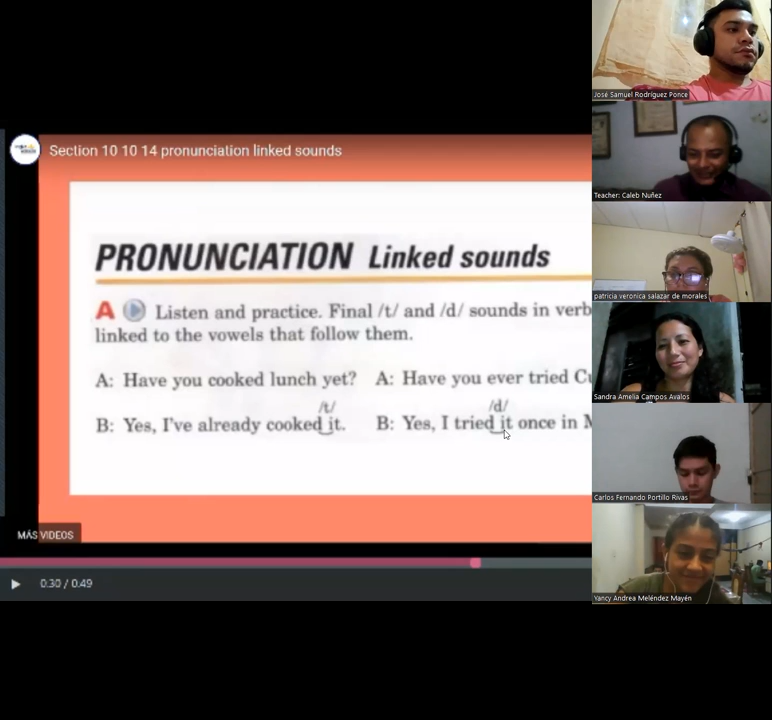 Section 10 10 14 pronunciation linked sounds
PRONUNCIATION Linked sounds
A Listen and practice. Final /t/ and /d/ sounds in verb
linked to the vowels that follow them.
A: Have you cooked lunch yet?
/t/
B: Yes, I've already cooked it.
A: Have you ever tried
/d/
B: Yes, I tried it once in
MÁS VIDEOS
0:30 / 0:49
José Samuel Rodríguez Ponce
Teacher: Caleb Nuñez
patricia veronica salazar de morales
Sandra Amelia Campos Avalos
Carlos Fernando Portillo Rivas
Yancy Andrea Meléndez Mayén